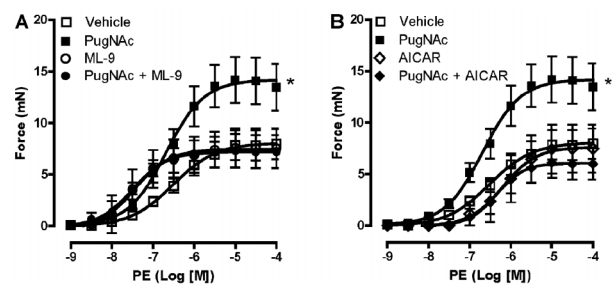 A
Vehicle
PugNAc
ML-9
PugNAc + ML-9
Force (mN)
20
15
10
5
0
*
-9 -8 -7 -6 -5 -4
PE (Log [M])
B
Vehicle
PugNAc
AICAR
PugNAc + AICAR
Force (mN)
20
15
10
5
0
*
-9 -8 -7 -6 -5 -4
PE (Log [M])